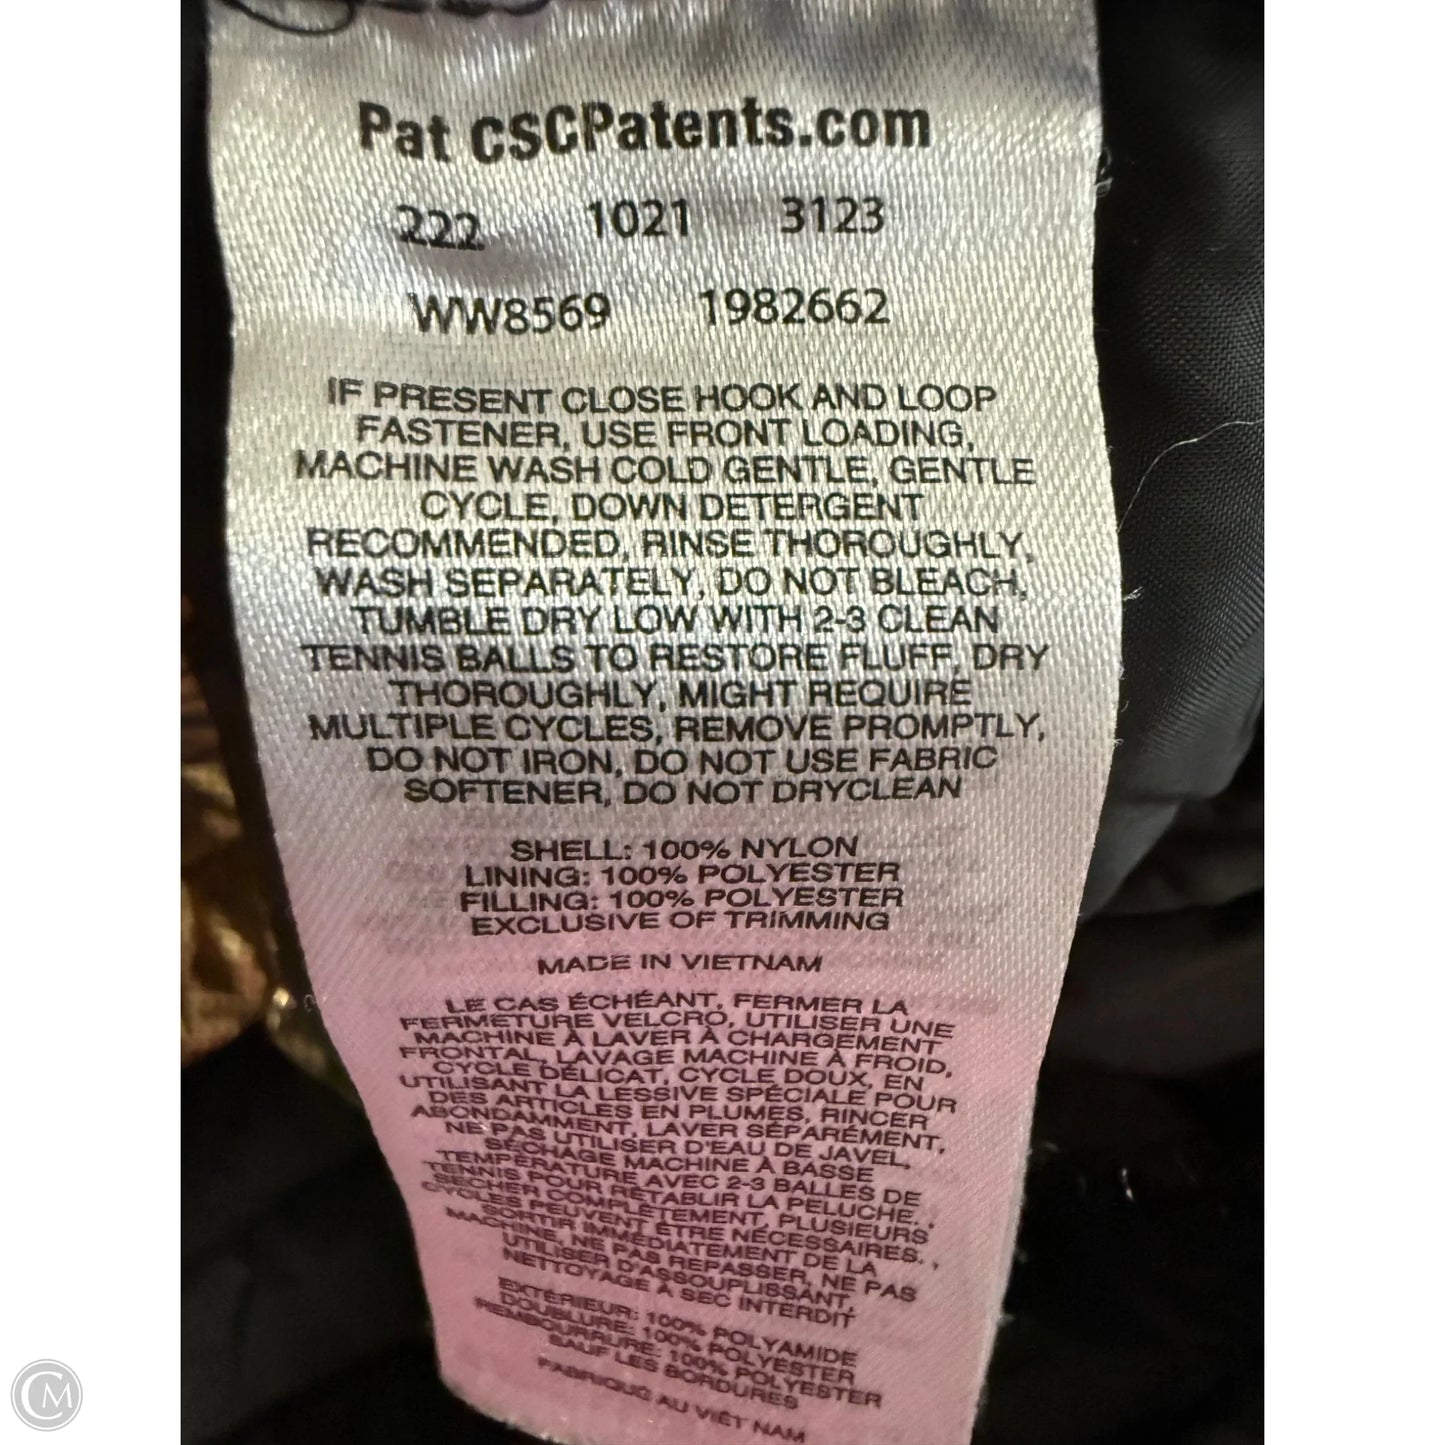 Pat CSCPatents.com
222 1021 3123
WW8569 1982662
IF PRESENT CLOSE HOOK AND LOOP
FASTENER, USE FRONT LOADING,
MACHINE WASH COLD GENTLE, GENTLE
CYCLE, DOWN DETERGENT
RECOMMENDED, RINSE THOROUGHLY,
WASH SEPARATELY, DO NOT BLEACH,
TUMBLE DRY LOW WITH 2-3 CLEAN
TENNIS BALLS TO RESTORE FLUFF, DRY
THOROUGHLY, MIGHT REQUIRE
MULTIPLE CYCLES, REMOVE PROMPTLY,
DO NOT IRON, DO NOT USE FABRIC
SOFTENER, DO NOT DRYCLEAN
SHELL: 100% NYLON
LINING: 100% POLYESTER
FILLING: 100% POLYESTER
EXCLUSIVE OF TRIMMING
MADE IN VIETNAM
LE CAS ÉCHÉANT, FERMER LA
FERMETURE VELCRO, UTILISER UNE
MACHINE À LAVER À CHARGEMENT
FRONTAL, LAVAGE MACHINE À FROID,
CYCLE DÉLICAT, CYCLE DOUX, EN
UTILISANT LA LESSIVE SPÉCIALE POUR
DES ARTICLES EN PLUMES, RINCER
ABONDAMMENT, LAVER SÉPARÉMENT,
NE PAS UTILISER D'EAU DE JAVEL,
SÉCHAGE MACHINE À BASSE
TEMPÉRATURE AVEC 2-3 BALLES DE
TENNIS POUR RÉTABLIR LA PELUCHE.,
SÉCHER COMPLÈTEMENT, PLUSIEURS
CYCLES PEUVENT ÊTRE NÉCESSAIRES.,
SORTIR IMMÉDIATEMENT DE LA
MACHINE, NE PAS REPASSER, NE PAS
UTILISER D'ASSOUPLISSANT,
NETTOYAGE À SEC INTERDIT
EXTÉRIEUR: 100% POLYAMIDE
DOUBLURE: 100% POLYESTER
REMBOURRURE: 100% POLYESTER
SAUF LES BORDURES
FABRIQUÉ AU VIÊT NAM
CM